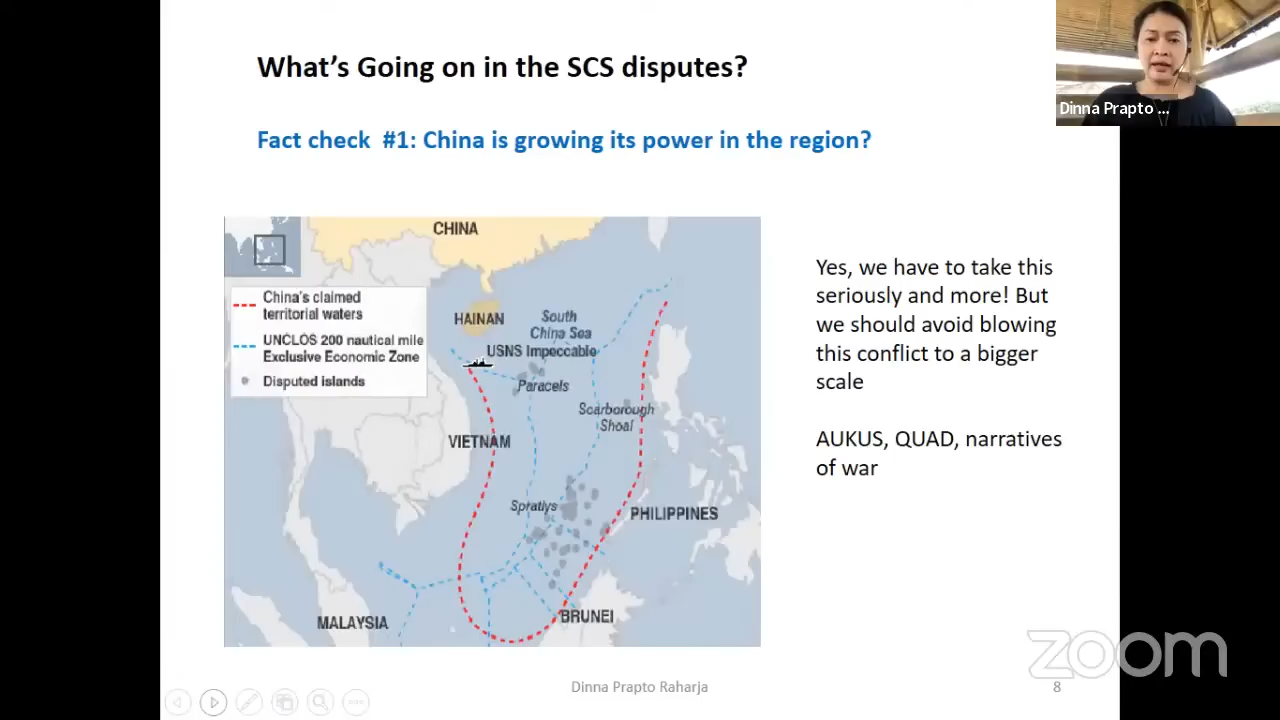 What's Going on in the SCS disputes?
Dinna Prapto ...
Fact check #1: China is growing its power in the region?
CHINA
China's claimed
territorial waters
UNCLOS 200 nautical mile
Exclusive Economic Zone
Disputed islands
HAINAN
South
China Sea
USNS Impeccable
Paracels
Scarborough
Shoal
VIETNAM
Spratlys
PHILIPPINES
MALAYSIA
BRUNEI
Yes, we have to take this
seriously and more! But
we should avoid blowing
this conflict to a bigger
scale
AUKUS, QUAD, narratives
of war
zoom
Dinna Prapto Raharja
8